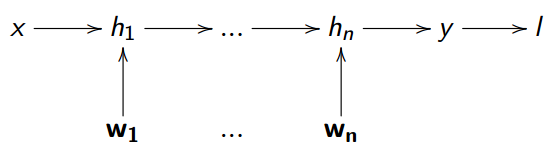 x h₁ ... hₙ y l
w₁ ... wₙ